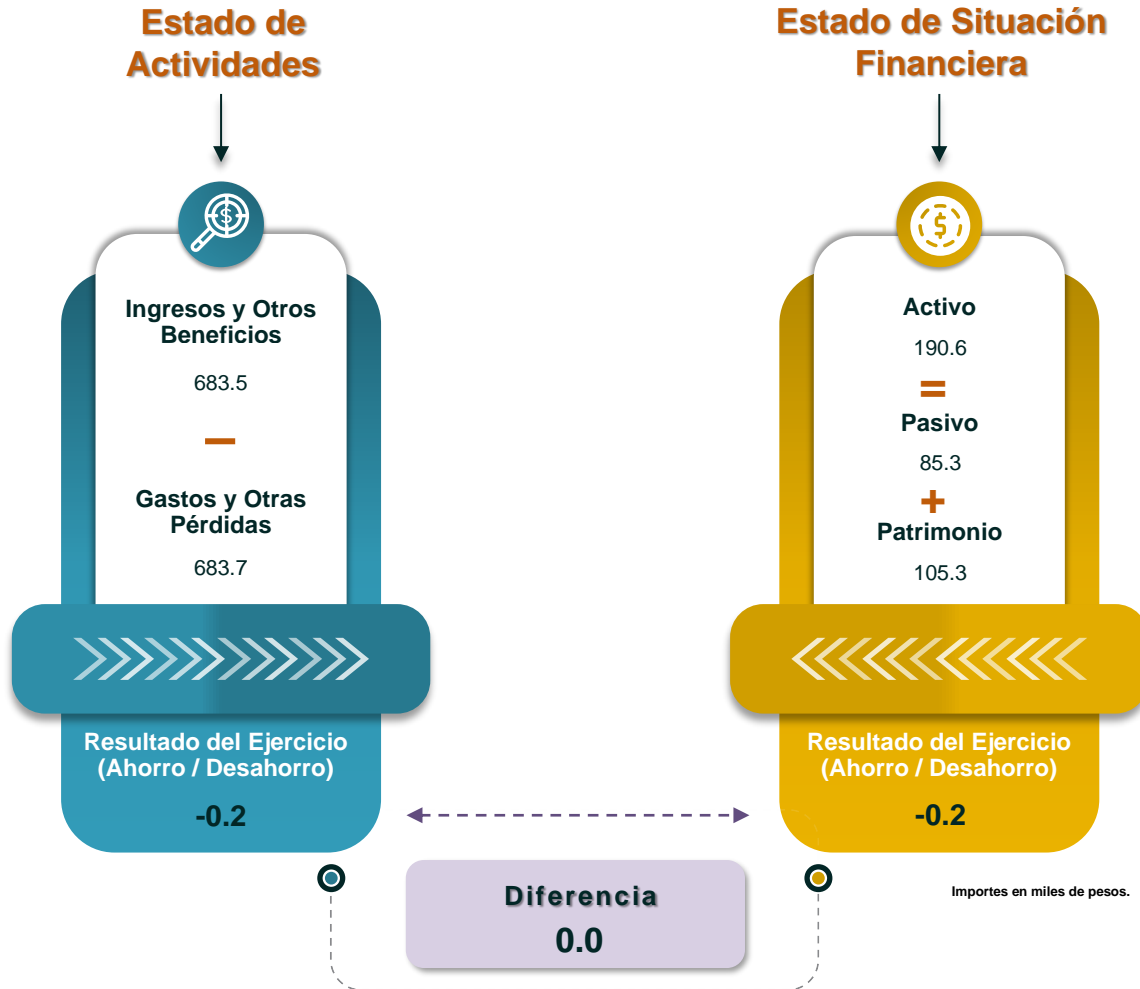 Estado de
Actividades
Ingresos y Otros
Beneficios
683.5
–
Gastos y Otras
Pérdidas
683.7
Resultado del Ejercicio
(Ahorro / Desahorro)
-0.2
Estado de Situación
Financiera
$
Activo
190.6
=
Pasivo
85.3
+
Patrimonio
105.3
Resultado del Ejercicio
(Ahorro / Desahorro)
-0.2
Diferencia
0.0
Importes en miles de pesos.